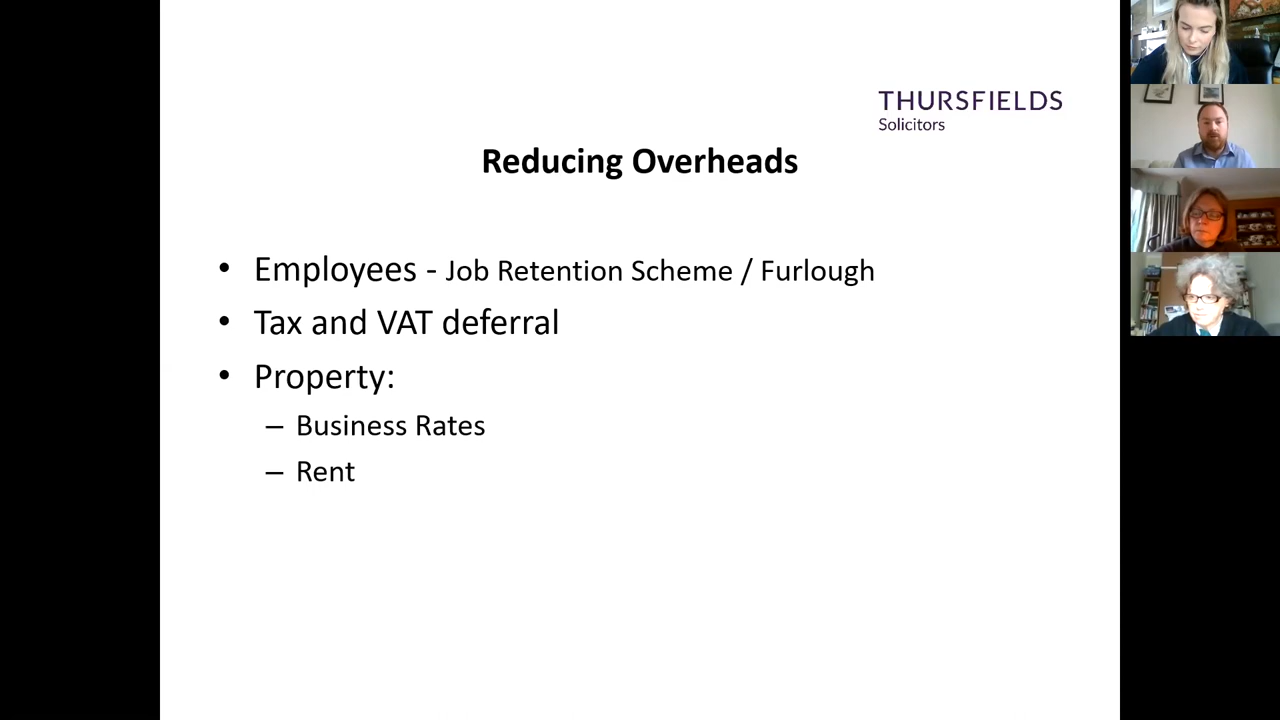 THURSFIELDS
Solicitors
Reducing Overheads
• Employees - Job Retention Scheme / Furlough
• Tax and VAT deferral
• Property:
– Business Rates
– Rent